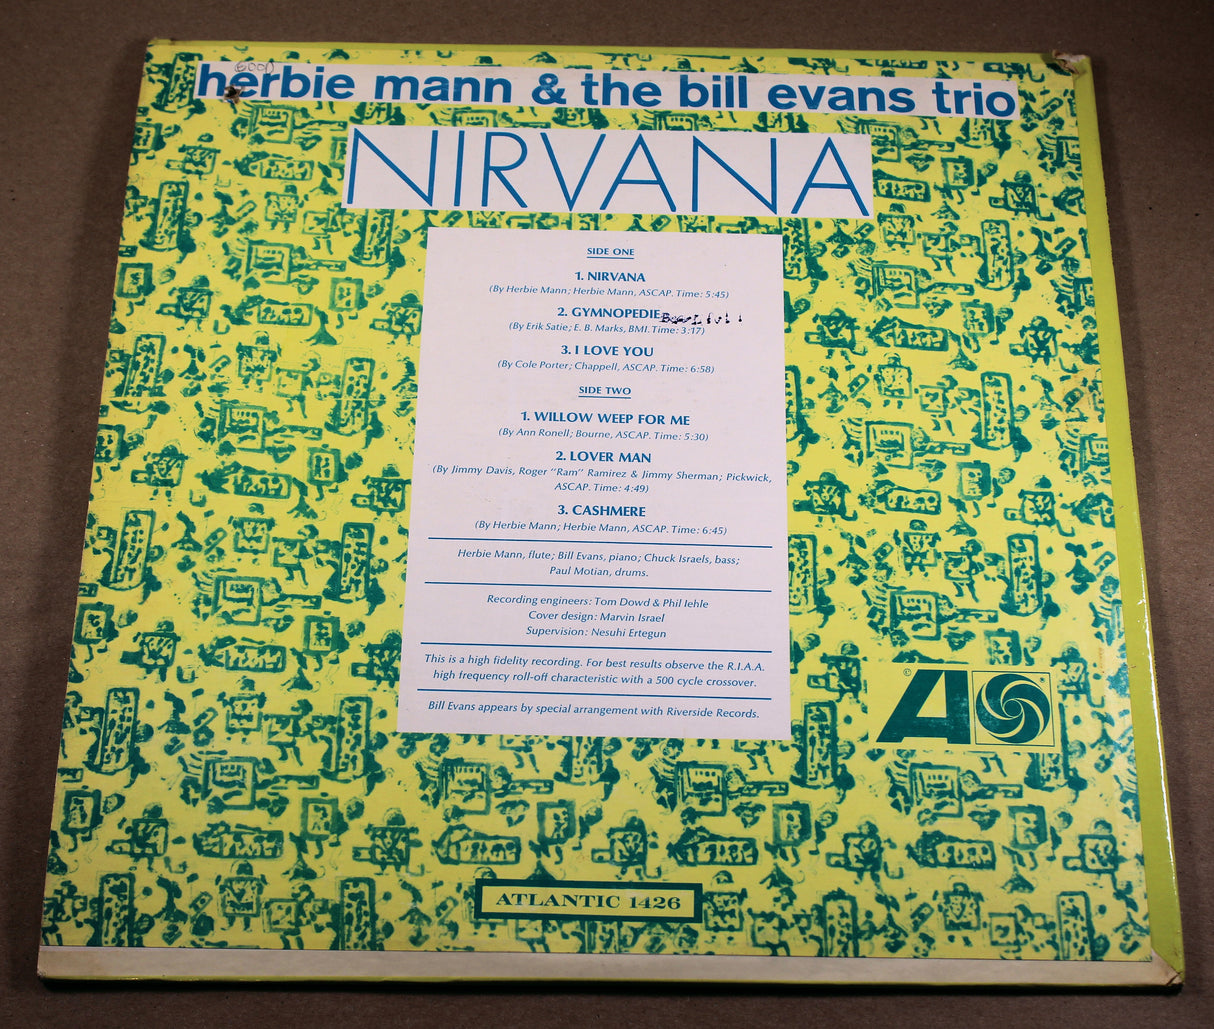 GOOD
herbie mann & the bill evans trio
NIRVANA
SIDE ONE
1. NIRVANA
(By Herbie Mann; Herbie Mann, ASCAP. Time: 5:45)
2. GYMNOPEDIE Beautiful!
(By Erik Satie; E. B. Marks, BMI. Time: 3:17)
3. I LOVE YOU
(By Cole Porter; Chappell, ASCAP. Time: 6:58)
SIDE TWO
1. WILLOW WEEP FOR ME
(By Ann Ronell; Bourne, ASCAP. Time: 5:30)
2. LOVER MAN
(By Jimmy Davis, Roger "Ram" Ramirez & Jimmy Sherman; Pickwick,
ASCAP. Time: 4:49)
3. CASHMERE
(By Herbie Mann; Herbie Mann, ASCAP. Time: 6:45)
Herbie Mann, flute; Bill Evans, piano; Chuck Israels, bass;
Paul Motian, drums.
Recording engineers: Tom Dowd & Phil Iehle
Cover design: Marvin Israel
Supervision: Nesuhi Ertegun
This is a high fidelity recording. For best results observe the R.I.A.A.
high frequency roll-off characteristic with a 500 cycle crossover.
Bill Evans appears by special arrangement with Riverside Records.
© A
ATLANTIC 1426